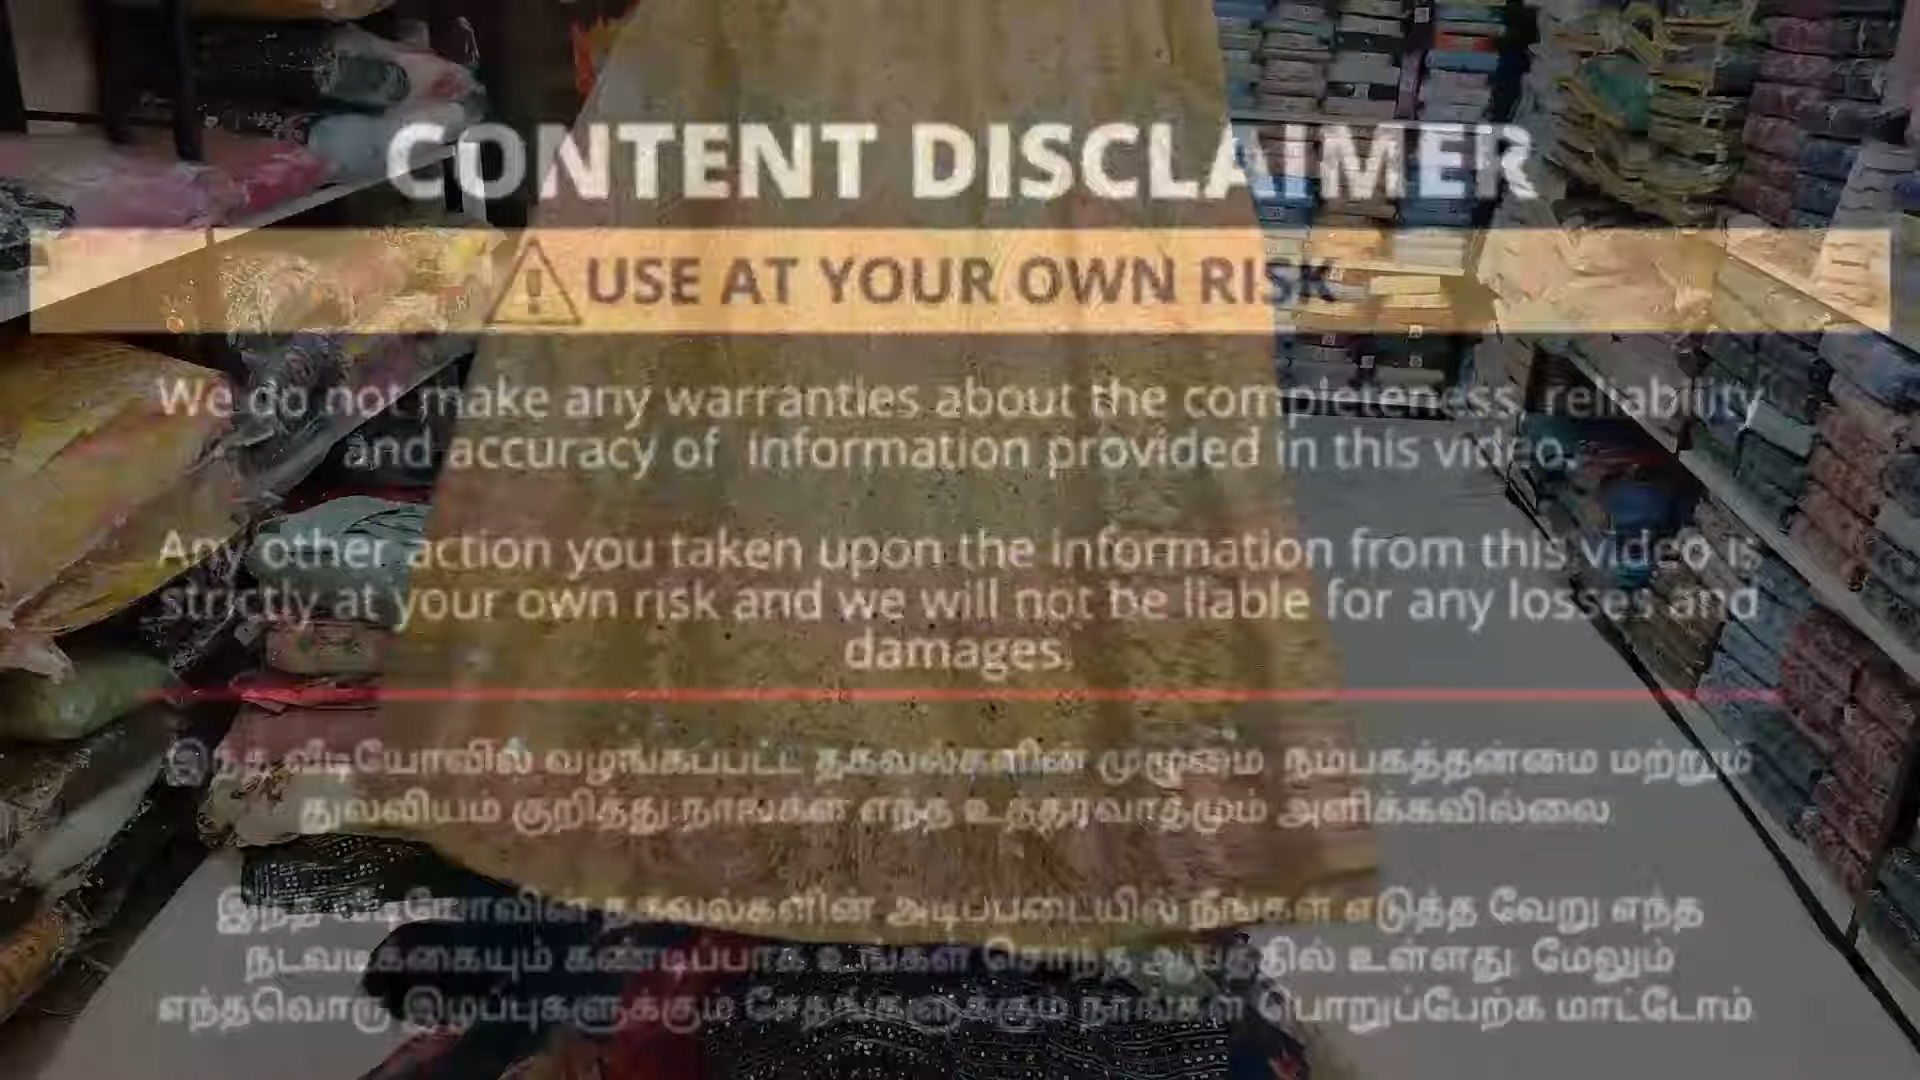 CONTENT DISCLAIMER
USE AT YOUR OWN RISK
We do not make any warranties about the completeness, reliability
and accuracy of information provided in this video.
Any other action you taken upon the information from this video is
strictly at your own risk and we will not be liable for any losses and
damages.
இந்த வீடியோவில் வழங்கப்பட்ட தகவல்களின் முழுமை நம்பகத்தன்மை மற்றும்
துல்லியம் குறித்து நாங்கள் எந்த உத்தரவாதமும் அளிக்கவில்லை
இந்த வீடியோவின் தகவல்களின் அடிப்படையில் நீங்கள் எடுத்த வேறு எந்த
நடவடிக்கையும் கண்டிப்பாக உங்கள் சொந்த ஆபத்தில் உள்ளது, மேலும்
எந்தவொரு இழப்புகளுக்கும் சேதங்களுக்கும் நாங்கள் பொறுப்பேற்க மாட்டோம்.